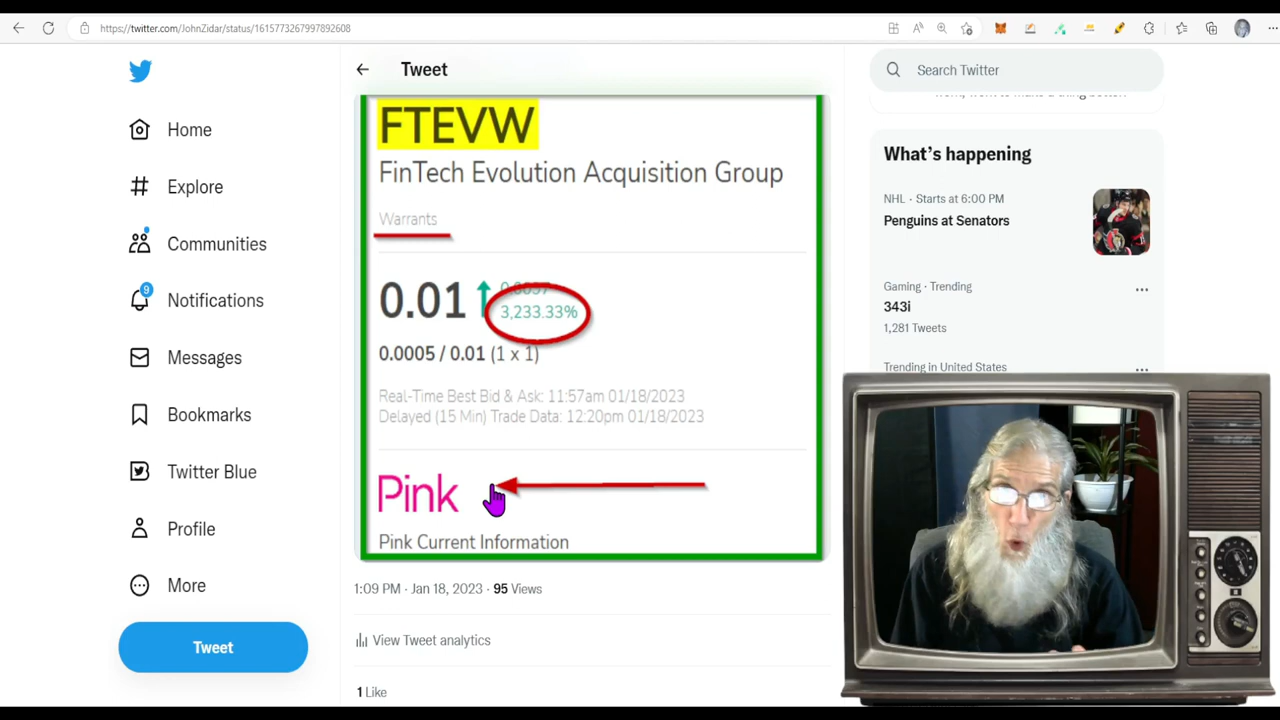 https://twitter.com/JohnZidar/status/1615773267997892608
Home
Explore
Communities
9
Notifications
Messages
Bookmarks
Twitter Blue
Profile
More
Tweet
Tweet
FTEVW
FinTech Evolution Acquisition Group
Warrants
0.01
3,233.33%
0.0005 / 0.01 (1 x 1)
Real-Time Best Bid & Ask: 11:57am 01/18/2023
Delayed (15 Min) Trade Data: 12:20pm 01/18/2023
Pink
Pink Current Information
1:09 PM · Jan 18, 2023 · 95 Views
View Tweet analytics
1 Like
Search Twitter
What's happening
NHL · Starts at 6:00 PM
Penguins at Senators
Gaming · Trending
343i
1,281 Tweets
Trending in United States